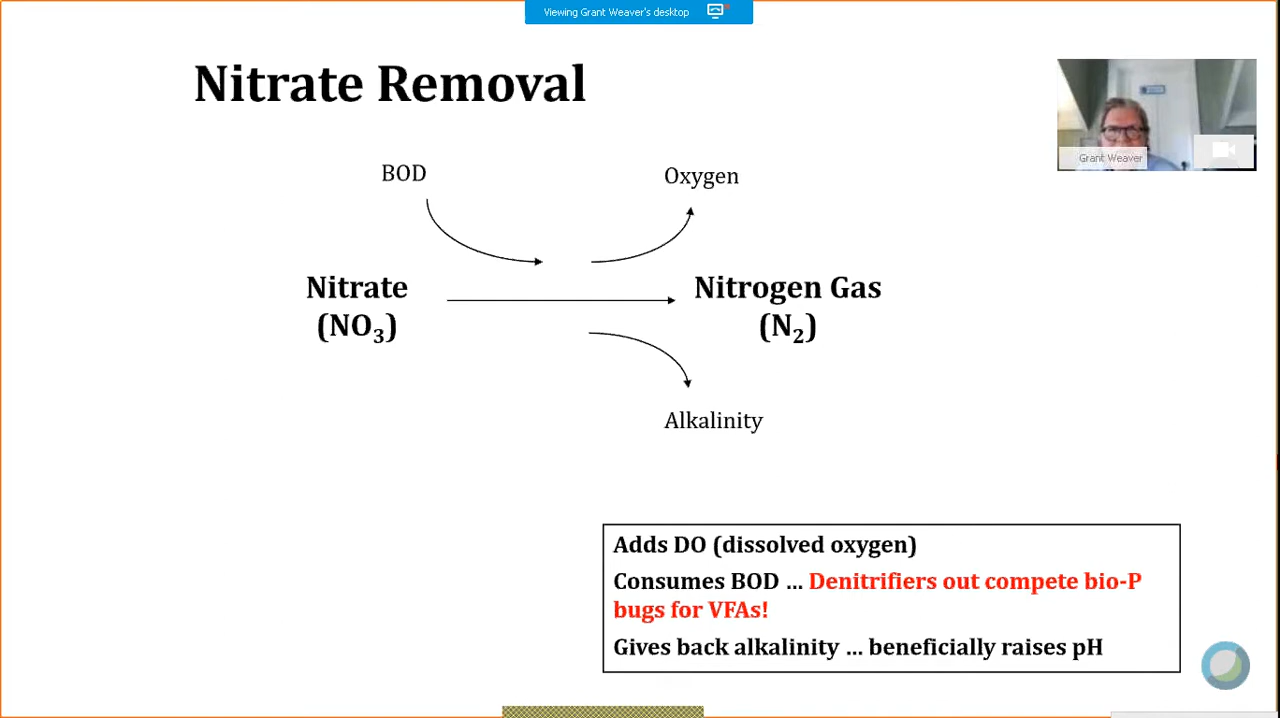 Viewing Grant Weaver's desktop
Nitrate Removal
Grant Weaver
BOD
Oxygen
Nitrate
(NO₃)
Nitrogen Gas
(N₂)
Alkalinity
Adds DO (dissolved oxygen)
Consumes BOD … Denitrifiers out compete bio-P
bugs for VFAs!
Gives back alkalinity … beneficially raises pH